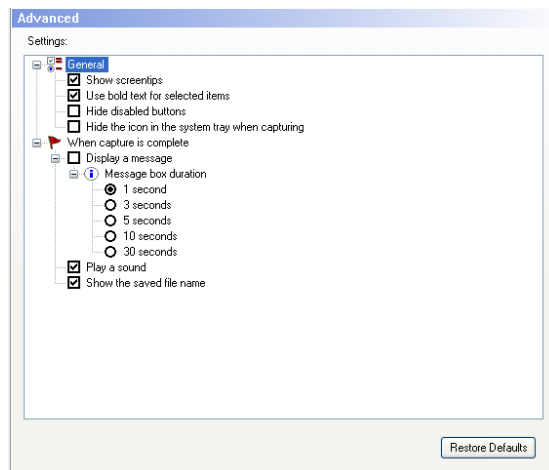 Advanced
Settings:
General
Show screentips
Use bold text for selected items
Hide disabled buttons
Hide the icon in the system tray when capturing
When capture is complete
Display a message
Message box duration
1 second
3 seconds
5 seconds
10 seconds
30 seconds
Play a sound
Show the saved file name
Restore Defaults